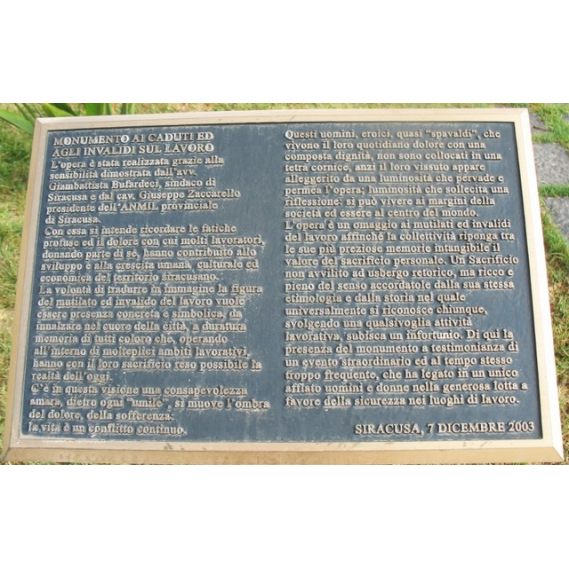 MONUMENTO AI CADUTI ED
AGLI INVALIDI SUL LAVORO
L'opera è stata realizzata grazie alla
sensibilità dimostrata dall'avv.
Giambattista Bufardeci, sindaco di
Siracusa e dal cav. Giuseppe Zaccarello
presidente dell'ANMIL provinciale
di Siracusa.
Con essa si intende ricordare le fatiche
profuse ed il dolore con cui molti lavoratori,
donando parte di sé, hanno contribuito allo
sviluppo e alla crescita umana, culturale ed
economica del territorio siracusano.
La volontà di tradurre in immagine la figura
del mutilato ed invalido del lavoro vuole
essere presenza concreta e simbolica, da
innalzare nel cuore della città, a duratura
memoria di tutti coloro che, operando
all'interno di molteplici ambiti lavorativi,
hanno con il loro sacrificio reso possibile la
realtà dell'oggi.
C'è in questa visione una consapevolezza
amara, dietro ogni "umile" si muove l'ombra
del dolore, della sofferenza:
la vita è un conflitto continuo.
Questi uomini, eroici, quasi "spavaldi", che
vivono il loro quotidiano dolore con una
composta dignità, non sono collocati in una
tetra cornice, anzi il loro vissuto appare
alleggerito da una luminosità che pervade e
permea l'opera; luminosità che sollecita una
riflessione: si può vivere ai margini della
società ed essere al centro del mondo.
L'opera è un omaggio ai mutilati ed invalidi
del lavoro affinché la collettività riponga tra
le sue più preziose memorie intangibile il
valore del sacrificio personale. Un Sacrificio
non avvilito ad usbergo retorico, ma ricco e
pieno del senso accordatole dalla sua stessa
etimologia e dalla storia nel quale
universalmente si riconosce chiunque,
svolgendo una qualsivoglia attività
lavorativa, subisca un infortunio. Di qui la
presenza del monumento a testimonianza di
un evento straordinario ed al tempo stesso
troppo frequente, che ha legato in un unico
afflato uomini e donne nella generosa lotta a
favore della sicurezza nei luoghi di lavoro.
SIRACUSA, 7 DICEMBRE 2003